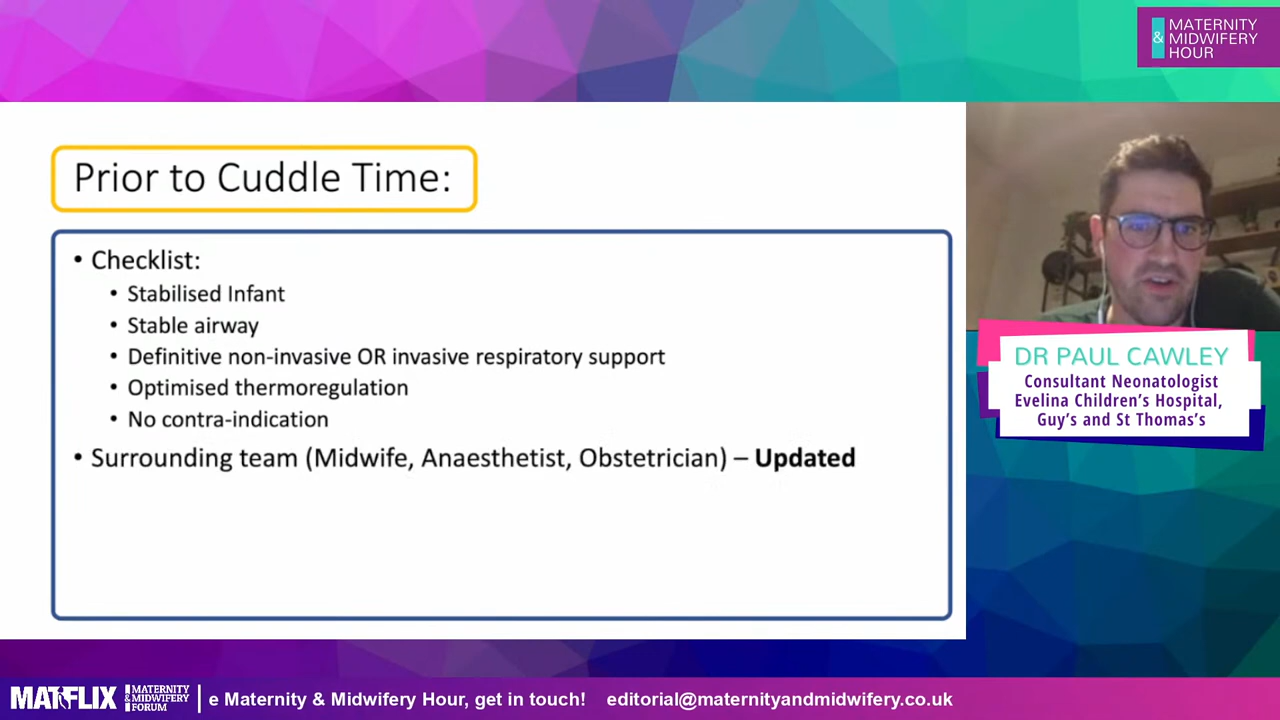 MATERNITY
& MIDWIFERY
HOUR
Prior to Cuddle Time:
• Checklist:
• Stabilised Infant
• Stable airway
• Definitive non-invasive OR invasive respiratory support
• Optimised thermoregulation
• No contra-indication
• Surrounding team (Midwife, Anaesthetist, Obstetrician) – Updated
DR PAUL CAWLEY
Consultant Neonatologist
Evelina Children's Hospital,
Guy's and St Thomas's
MATFLIX
MATERNITY
& MIDWIFERY
FORUM
e Maternity & Midwifery Hour, get in touch! editorial@maternityandmidwifery.co.uk